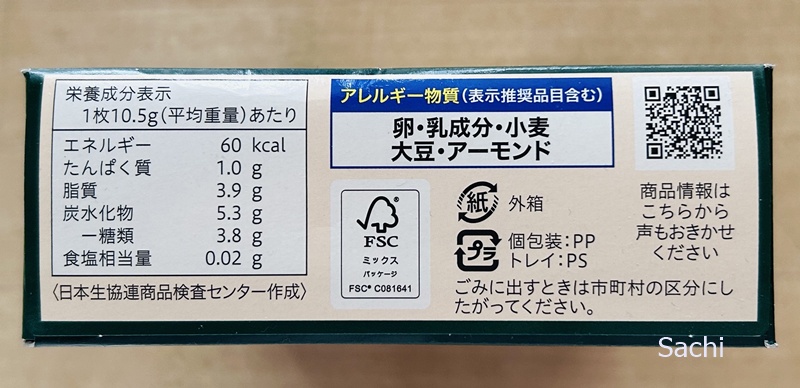 栄養成分表示
1枚10.5g(平均重量)あたり
エネルギー 60 kcal
たんぱく質 1.0 g
脂質 3.9 g
炭水化物 5.3 g
－糖類 3.8 g
食塩相当量 0.02 g
〈日本生協連商品検査センター作成〉
アレルギー物質(表示推奨品目含む)
卵・乳成分・小麦
大豆・アーモンド
FSC
ミックス
パッケージ
FSC® C081641
紙 外箱
プラ 個包装：PP
トレイ：PS
ごみに出すときは市町村の区分にし
たがってください。
商品情報は
こちらから
声もおきかせ
ください
Sachi